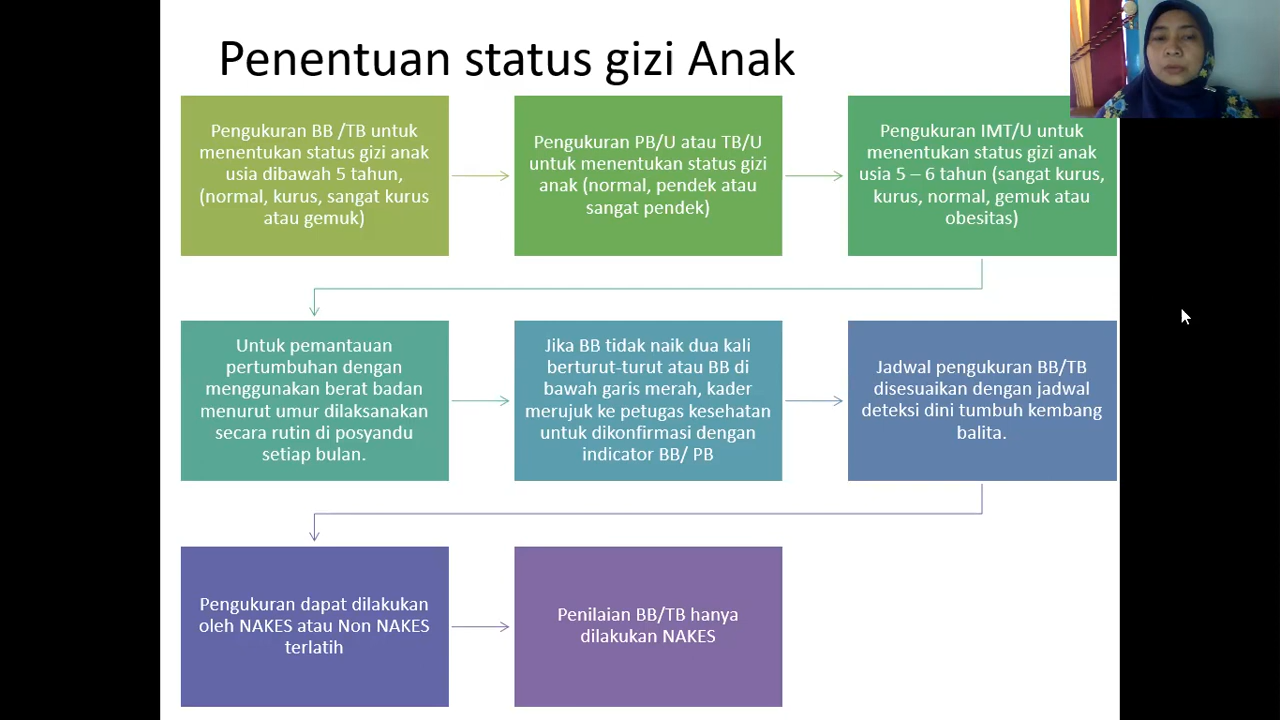 Penentuan status gizi Anak
Pengukuran BB /TB untuk
menentukan status gizi anak
usia dibawah 5 tahun,
(normal, kurus, sangat kurus
atau gemuk)
Pengukuran PB/U atau TB/U
untuk menentukan status gizi
anak (normal, pendek atau
sangat pendek)
Pengukuran IMT/U untuk
menentukan status gizi anak
usia 5 – 6 tahun (sangat kurus,
kurus, normal, gemuk atau
obesitas)
Untuk pemantauan
pertumbuhan dengan
menggunakan berat badan
menurut umur dilaksanakan
secara rutin di posyandu
setiap bulan.
Jika BB tidak naik dua kali
berturut-turut atau BB di
bawah garis merah, kader
merujuk ke petugas kesehatan
untuk dikonfirmasi dengan
indicator BB/ PB
Jadwal pengukuran BB/TB
disesuaikan dengan jadwal
deteksi dini tumbuh kembang
balita.
Pengukuran dapat dilakukan
oleh NAKES atau Non NAKES
terlatih
Penilaian BB/TB hanya
dilakukan NAKES